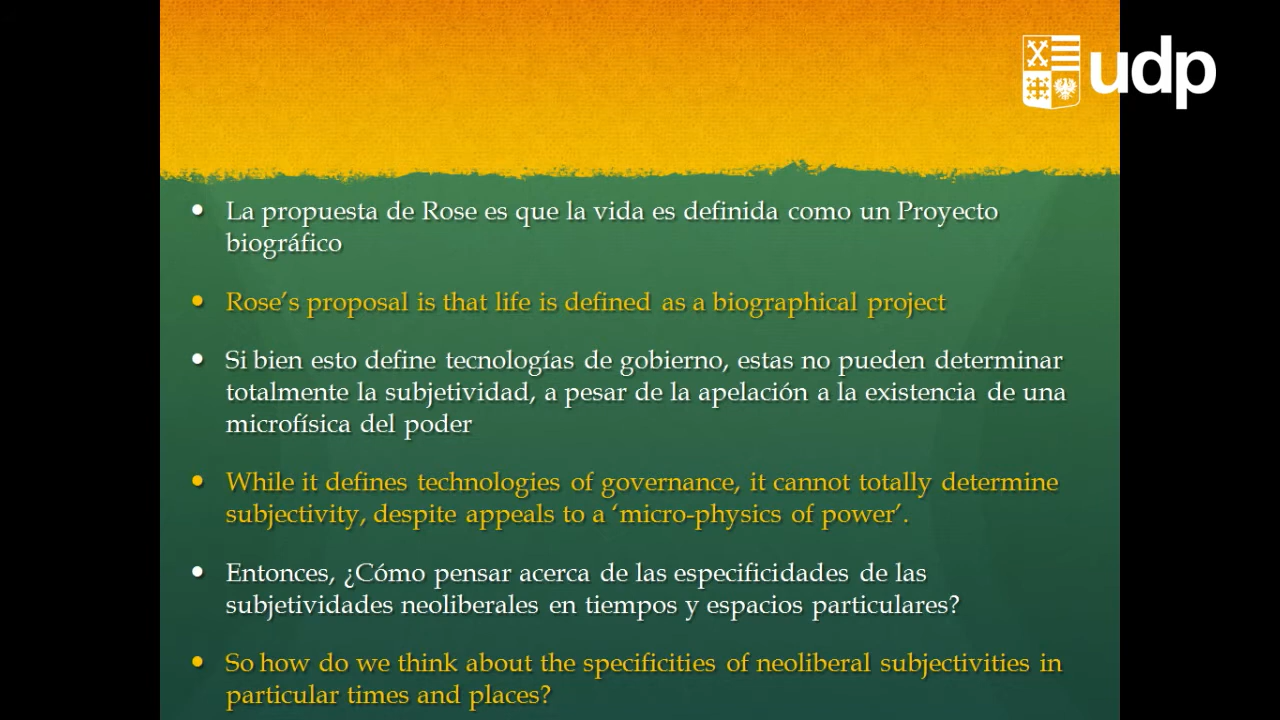 udp
• La propuesta de Rose es que la vida es definida como un Proyecto
biográfico
• Rose’s proposal is that life is defined as a biographical project
• Si bien esto define tecnologías de gobierno, estas no pueden determinar
totalmente la subjetividad, a pesar de la apelación a la existencia de una
microfísica del poder
• While it defines technologies of governance, it cannot totally determine
subjectivity, despite appeals to a ‘micro-physics of power’.
• Entonces, ¿Cómo pensar acerca de las especificidades de las
subjetividades neoliberales en tiempos y espacios particulares?
• So how do we think about the specificities of neoliberal subjectivities in
particular times and places?